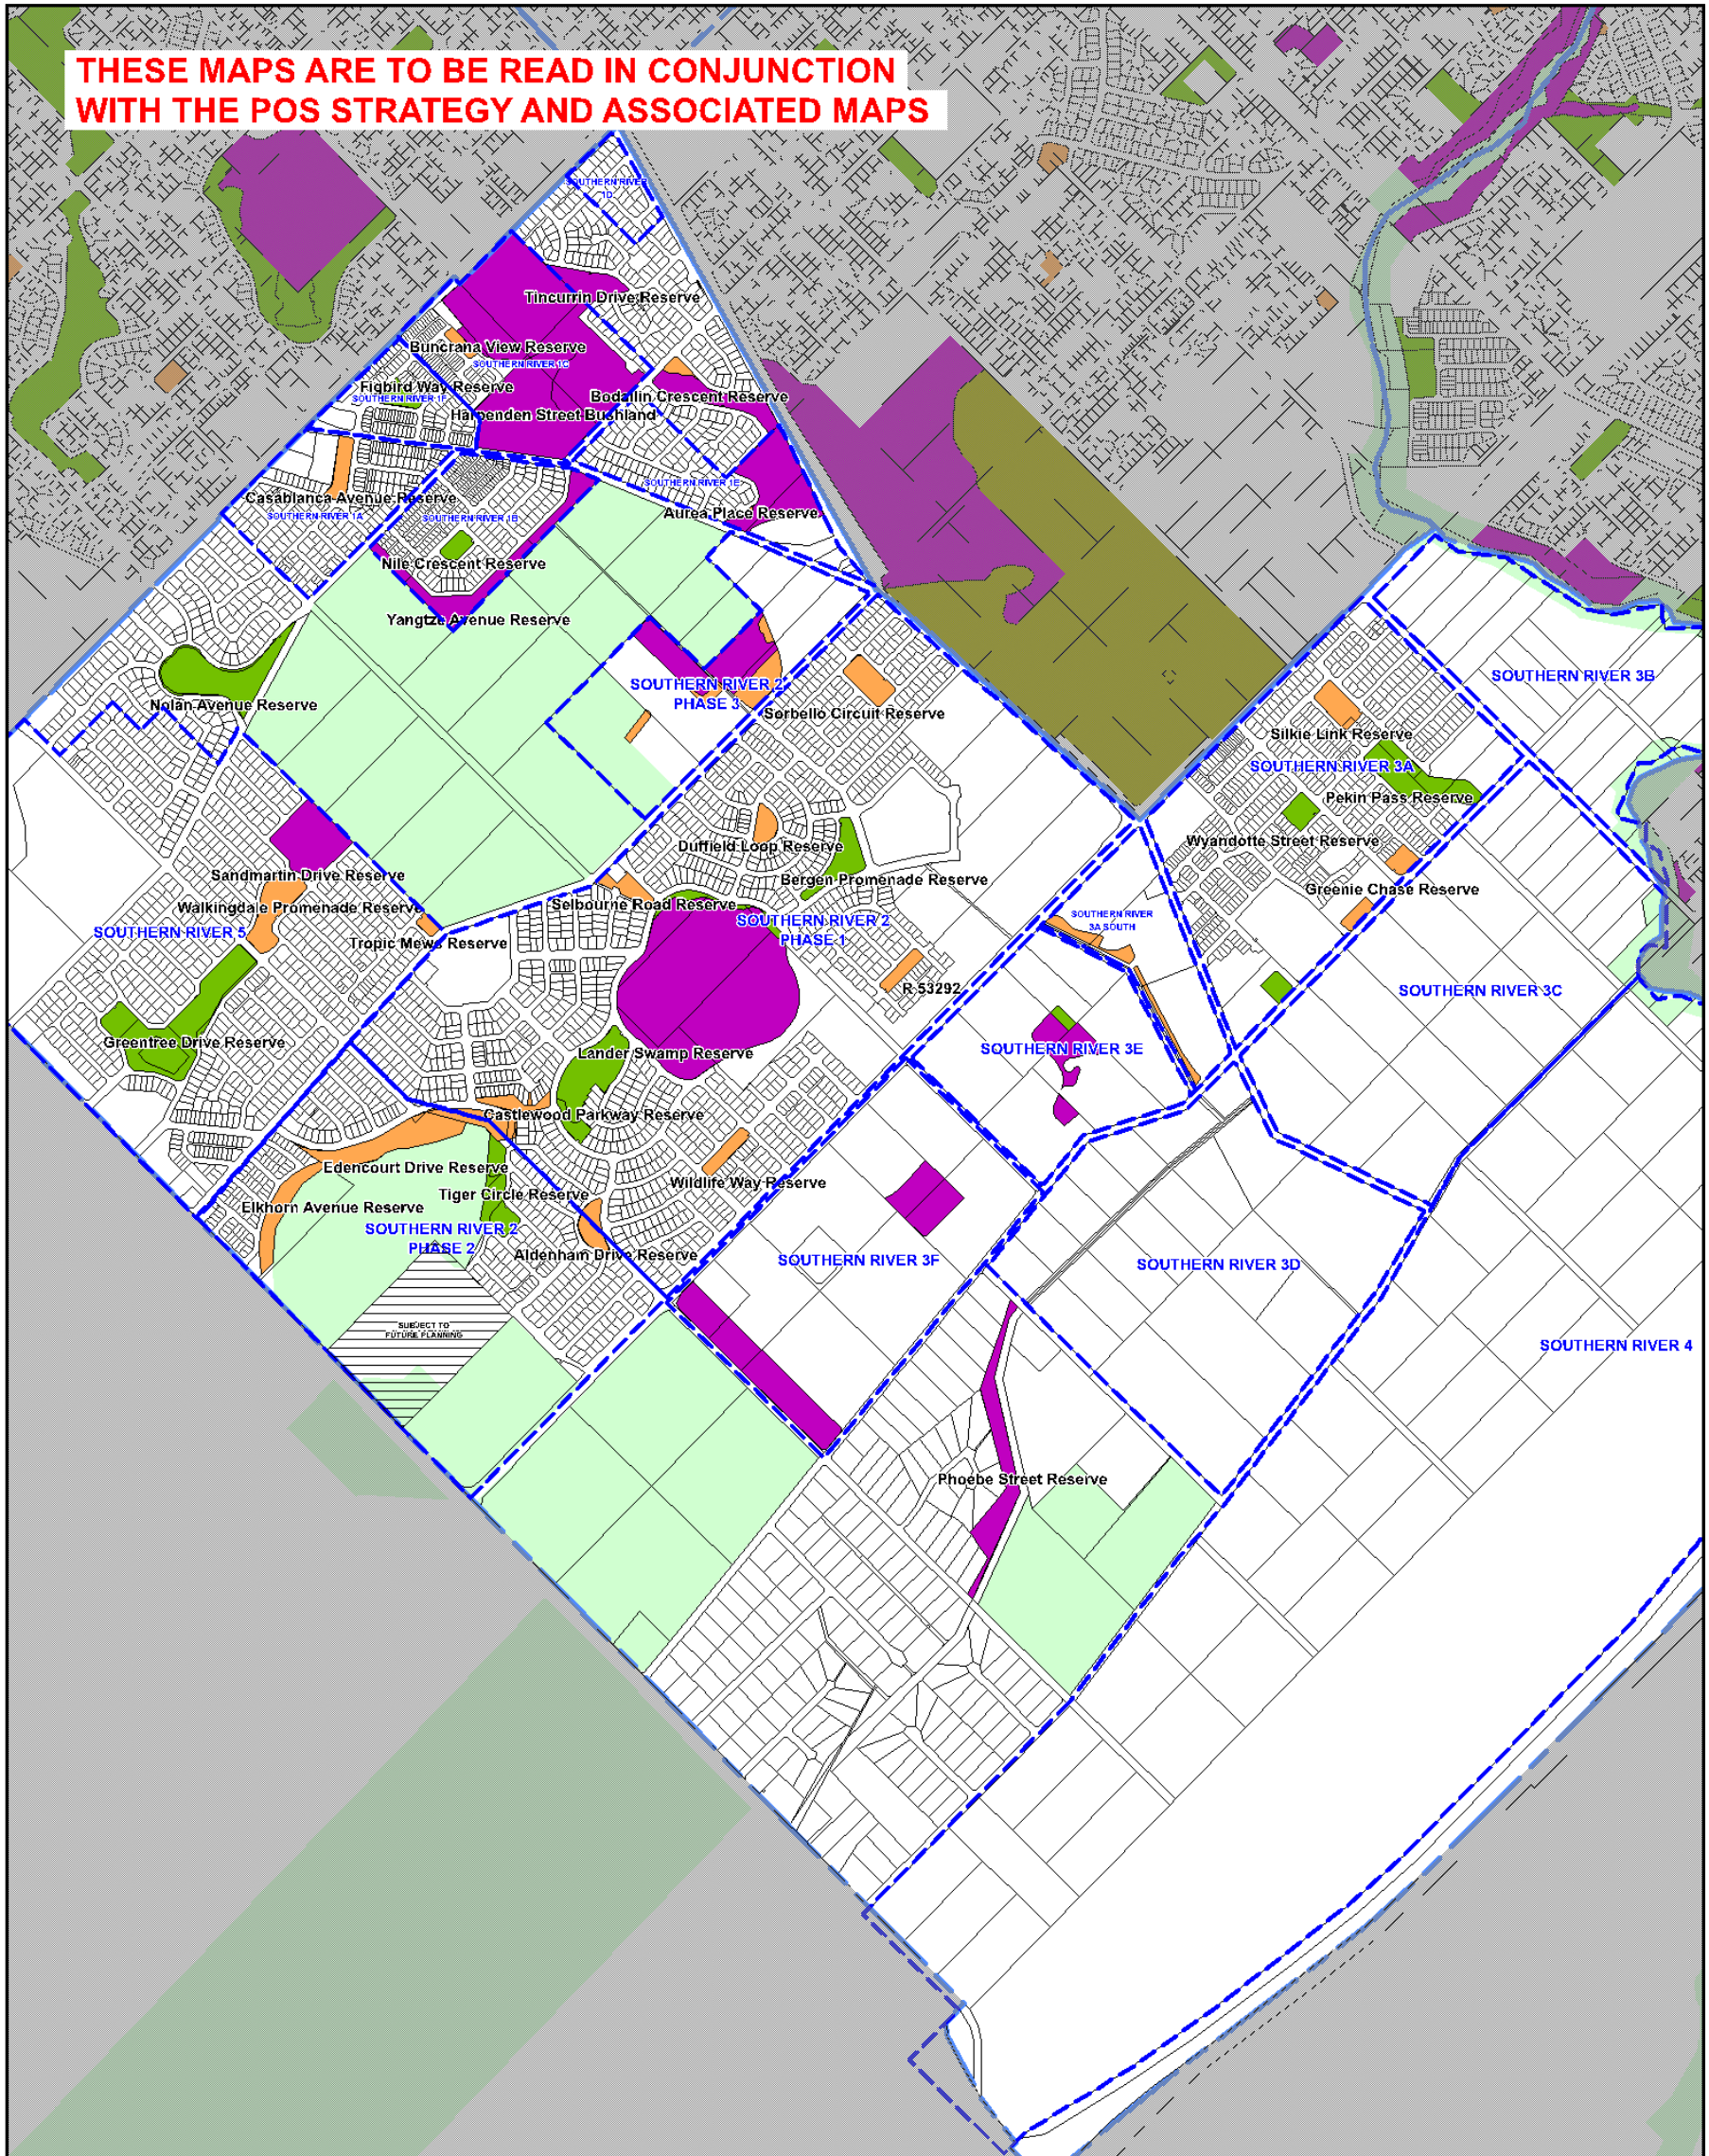 THESE MAPS ARE TO BE READ IN CONJUNCTION
WITH THE POS STRATEGY AND ASSOCIATED MAPS
SOUTHERN RIVER
1D
Tincurrin Drive Reserve
Buncrana View Reserve
SOUTHERN RIVER 1C
Figbird Way Reserve
SOUTHERN RIVER 1F
Bodallin Crescent Reserve
Harpenden Street Bushland
SOUTHERN RIVER 1E
Casablanca Avenue Reserve
SOUTHERN RIVER 1A
SOUTHERN RIVER 1B
Aurea Place Reserve
Nile Crescent Reserve
Yangtze Avenue Reserve
SOUTHERN RIVER 3B
SOUTHERN RIVER 2
PHASE 3
Nolan Avenue Reserve
Sorbello Circuit Reserve
Silkie Link Reserve
SOUTHERN RIVER 3A
Pekin Pass Reserve
Wyandotte Street Reserve
Duffield Loop Reserve
Sandmartin Drive Reserve
Bergen Promenade Reserve
Greenie Chase Reserve
Walkingdale Promenade Reserve
Selbourne Road Reserve
SOUTHERN RIVER 5
SOUTHERN RIVER 2
PHASE 1
SOUTHERN RIVER
3A SOUTH
Tropic Mews Reserve
R 53292
SOUTHERN RIVER 3C
Greentree Drive Reserve
Lander Swamp Reserve
SOUTHERN RIVER 3E
Castlewood Parkway Reserve
Edencourt Drive Reserve
Wildlife Way Reserve
Tiger Circle Reserve
Elkhorn Avenue Reserve
SOUTHERN RIVER 2
PHASE 2
Aldenham Drive Reserve
SOUTHERN RIVER 3F
SOUTHERN RIVER 3D
SUBJECT TO
FUTURE PLANNING
SOUTHERN RIVER 4
Phoebe Street Reserve